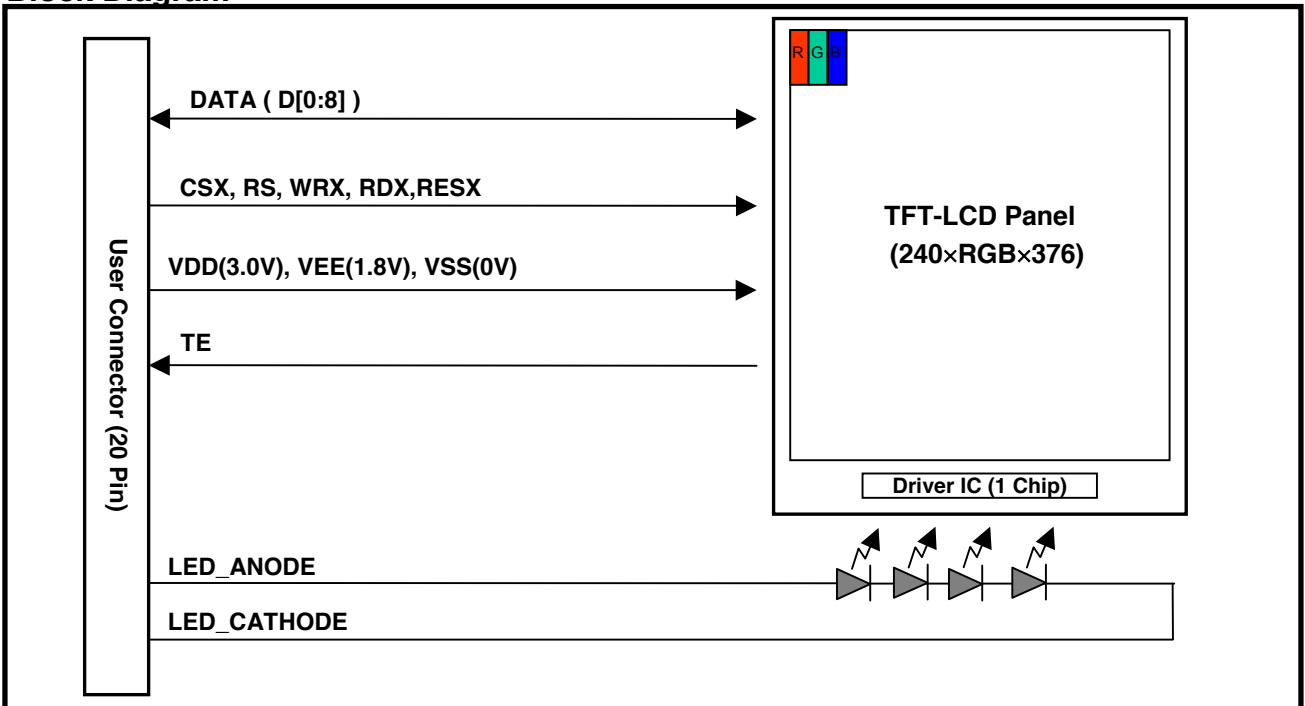 Block Diagram
R G B
DATA ( D[0:8] )
CSX, RS, WRX, RDX,RESX
TFT-LCD Panel
(240×RGB×376)
User Connector (20 Pin)
VDD(3.0V), VEE(1.8V), VSS(0V)
TE
Driver IC (1 Chip)
LED_ANODE
LED_CATHODE